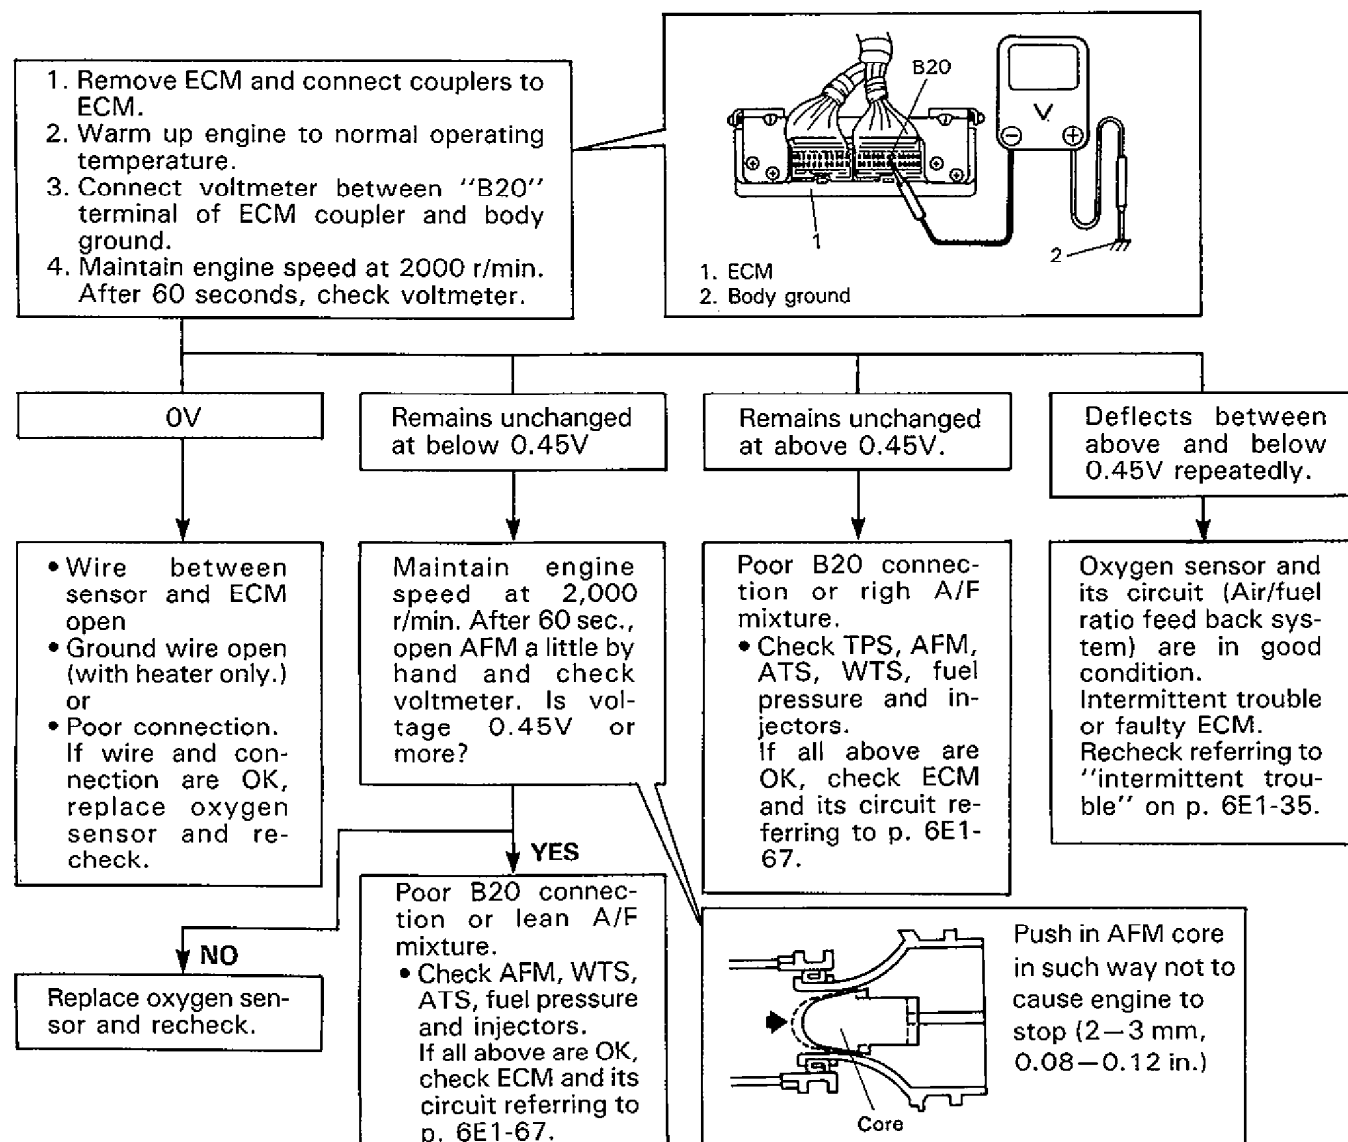 1. Remove ECM and connect couplers to
ECM.
2. Warm up engine to normal operating
temperature.
3. Connect voltmeter between "B20"
terminal of ECM coupler and body
ground.
4. Maintain engine speed at 2000 r/min.
After 60 seconds, check voltmeter.
B20
V
1
2
1. ECM
2. Body ground
0V
Remains unchanged
at below 0.45V
Remains unchanged
at above 0.45V.
Deflects between
above and below
0.45V repeatedly.
• Wire between
sensor and ECM
open
• Ground wire open
(with heater only.)
or
• Poor connection.
If wire and con-
nection are OK,
replace oxygen
sensor and re-
check.
Maintain engine
speed at 2,000
r/min. After 60 sec.,
open AFM a little by
hand and check
voltmeter. Is vol-
tage 0.45V or
more?
Poor B20 connec-
tion or righ A/F
mixture.
• Check TPS, AFM,
ATS, WTS, fuel
pressure and in-
jectors.
If all above are
OK, check ECM
and its circuit re-
ferring to p. 6E1-
67.
Oxygen sensor and
its circuit (Air/fuel
ratio feed back sys-
tem) are in good
condition.
Intermittent trouble
or faulty ECM.
Recheck referring to
"intermittent trou-
ble" on p. 6E1-35.
YES
NO
Replace oxygen sen-
sor and recheck.
Poor B20 connec-
tion or lean A/F
mixture.
• Check AFM, WTS,
ATS, fuel pressure
and injectors.
If all above are OK,
check ECM and its
circuit referring to
p. 6E1-67.
Push in AFM core
in such way not to
cause engine to
stop (2–3 mm,
0.08–0.12 in.)
Core